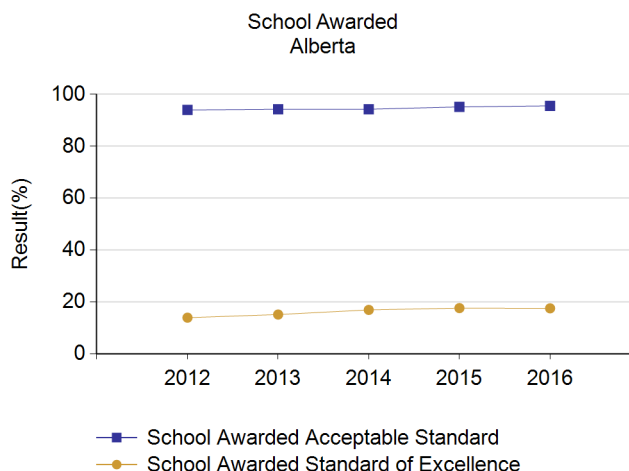 School Awarded
Alberta
Result(%)
100
80
60
40
20
0
2012 2013 2014 2015 2016
School Awarded Acceptable Standard
School Awarded Standard of Excellence